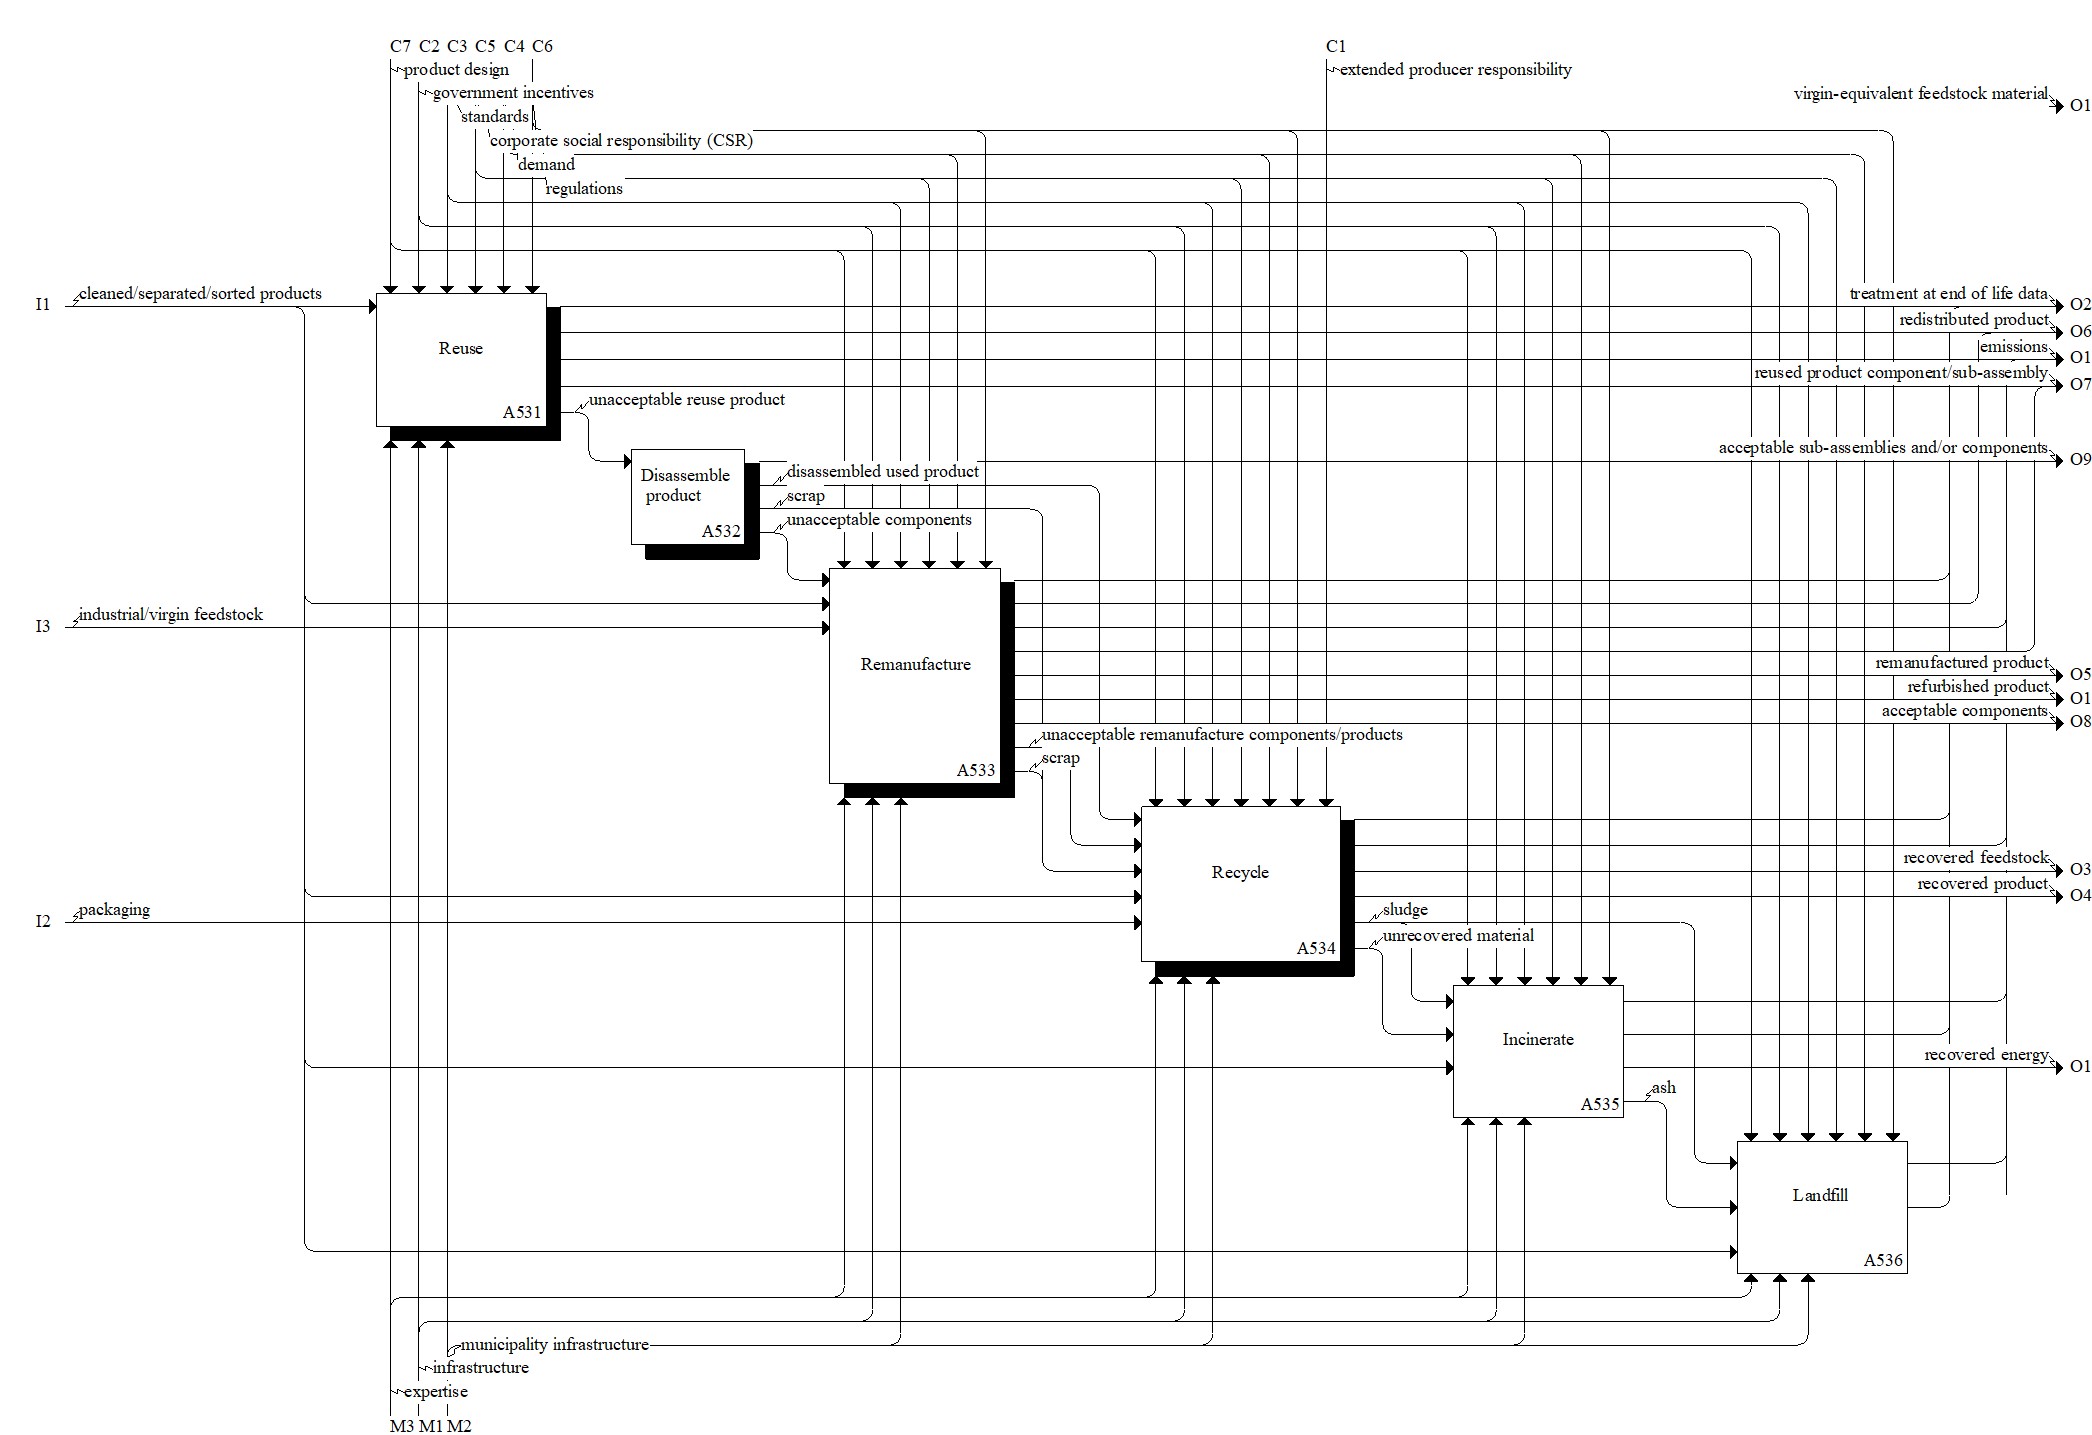 C7 C2 C3 C5 C4 C6
C1
product design
extended producer responsibility
government incentives
virgin-equivalent feedstock material
O1
standards
corporate social responsibility (CSR)
demand
regulations
I1
cleaned/separated/sorted products
treatment at end of life data
O2
redistributed product
O6
Reuse
emissions
O1
reused product component/sub-assembly
O7
A531
unacceptable reuse product
acceptable sub-assemblies and/or components
O9
Disassemble
product
A532
disassembled used product
scrap
unacceptable components
I3
industrial/virgin feedstock
Remanufacture
A533
remanufactured product
O5
refurbished product
O1
acceptable components
O8
unacceptable remanufacture components/products
scrap
Recycle
A534
recovered feedstock
O3
recovered product
O4
I2
packaging
sludge
unrecovered material
Incinerate
A535
recovered energy
O1
ash
Landfill
A536
municipality infrastructure
infrastructure
expertise
M3 M1 M2